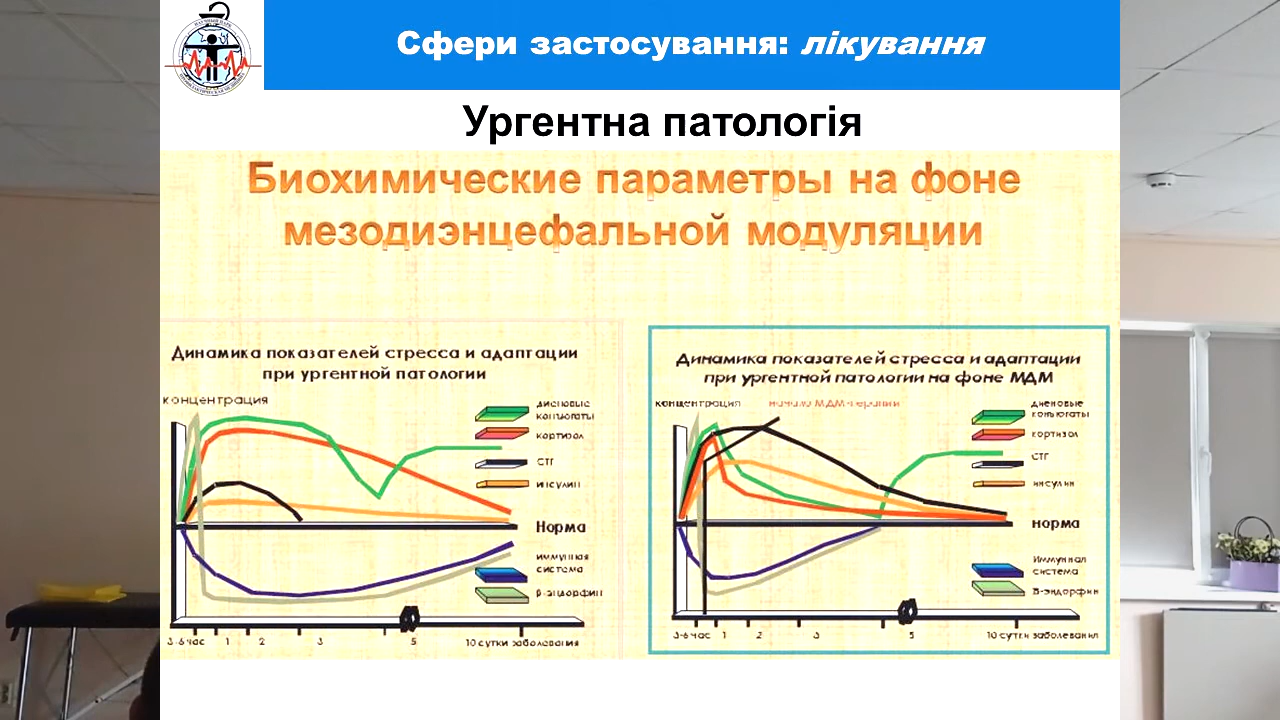 Сфери застосування: лікування
Ургентна патологія
Биохимические параметры на фоне
мезодиэнцефальной модуляции
Динамика показателей стресса и адаптации
при ургентной патологии
концентрация
диеновые
конъюгаты
кортизол
СТГ
инсулин
Норма
иммунная
система
β-эндорфин
3-6 час 1 2 3 5 10 сутки заболевания
Динамика показателей стресса и адаптации
при ургентной патологии на фоне МДМ
концентрация начало МДМ-терапии
диеновые
конъюгаты
кортизол
СТГ
инсулин
норма
Иммунная
система
В-эндорфин
3-6 час 1 2 3 5 10 сутки заболевания